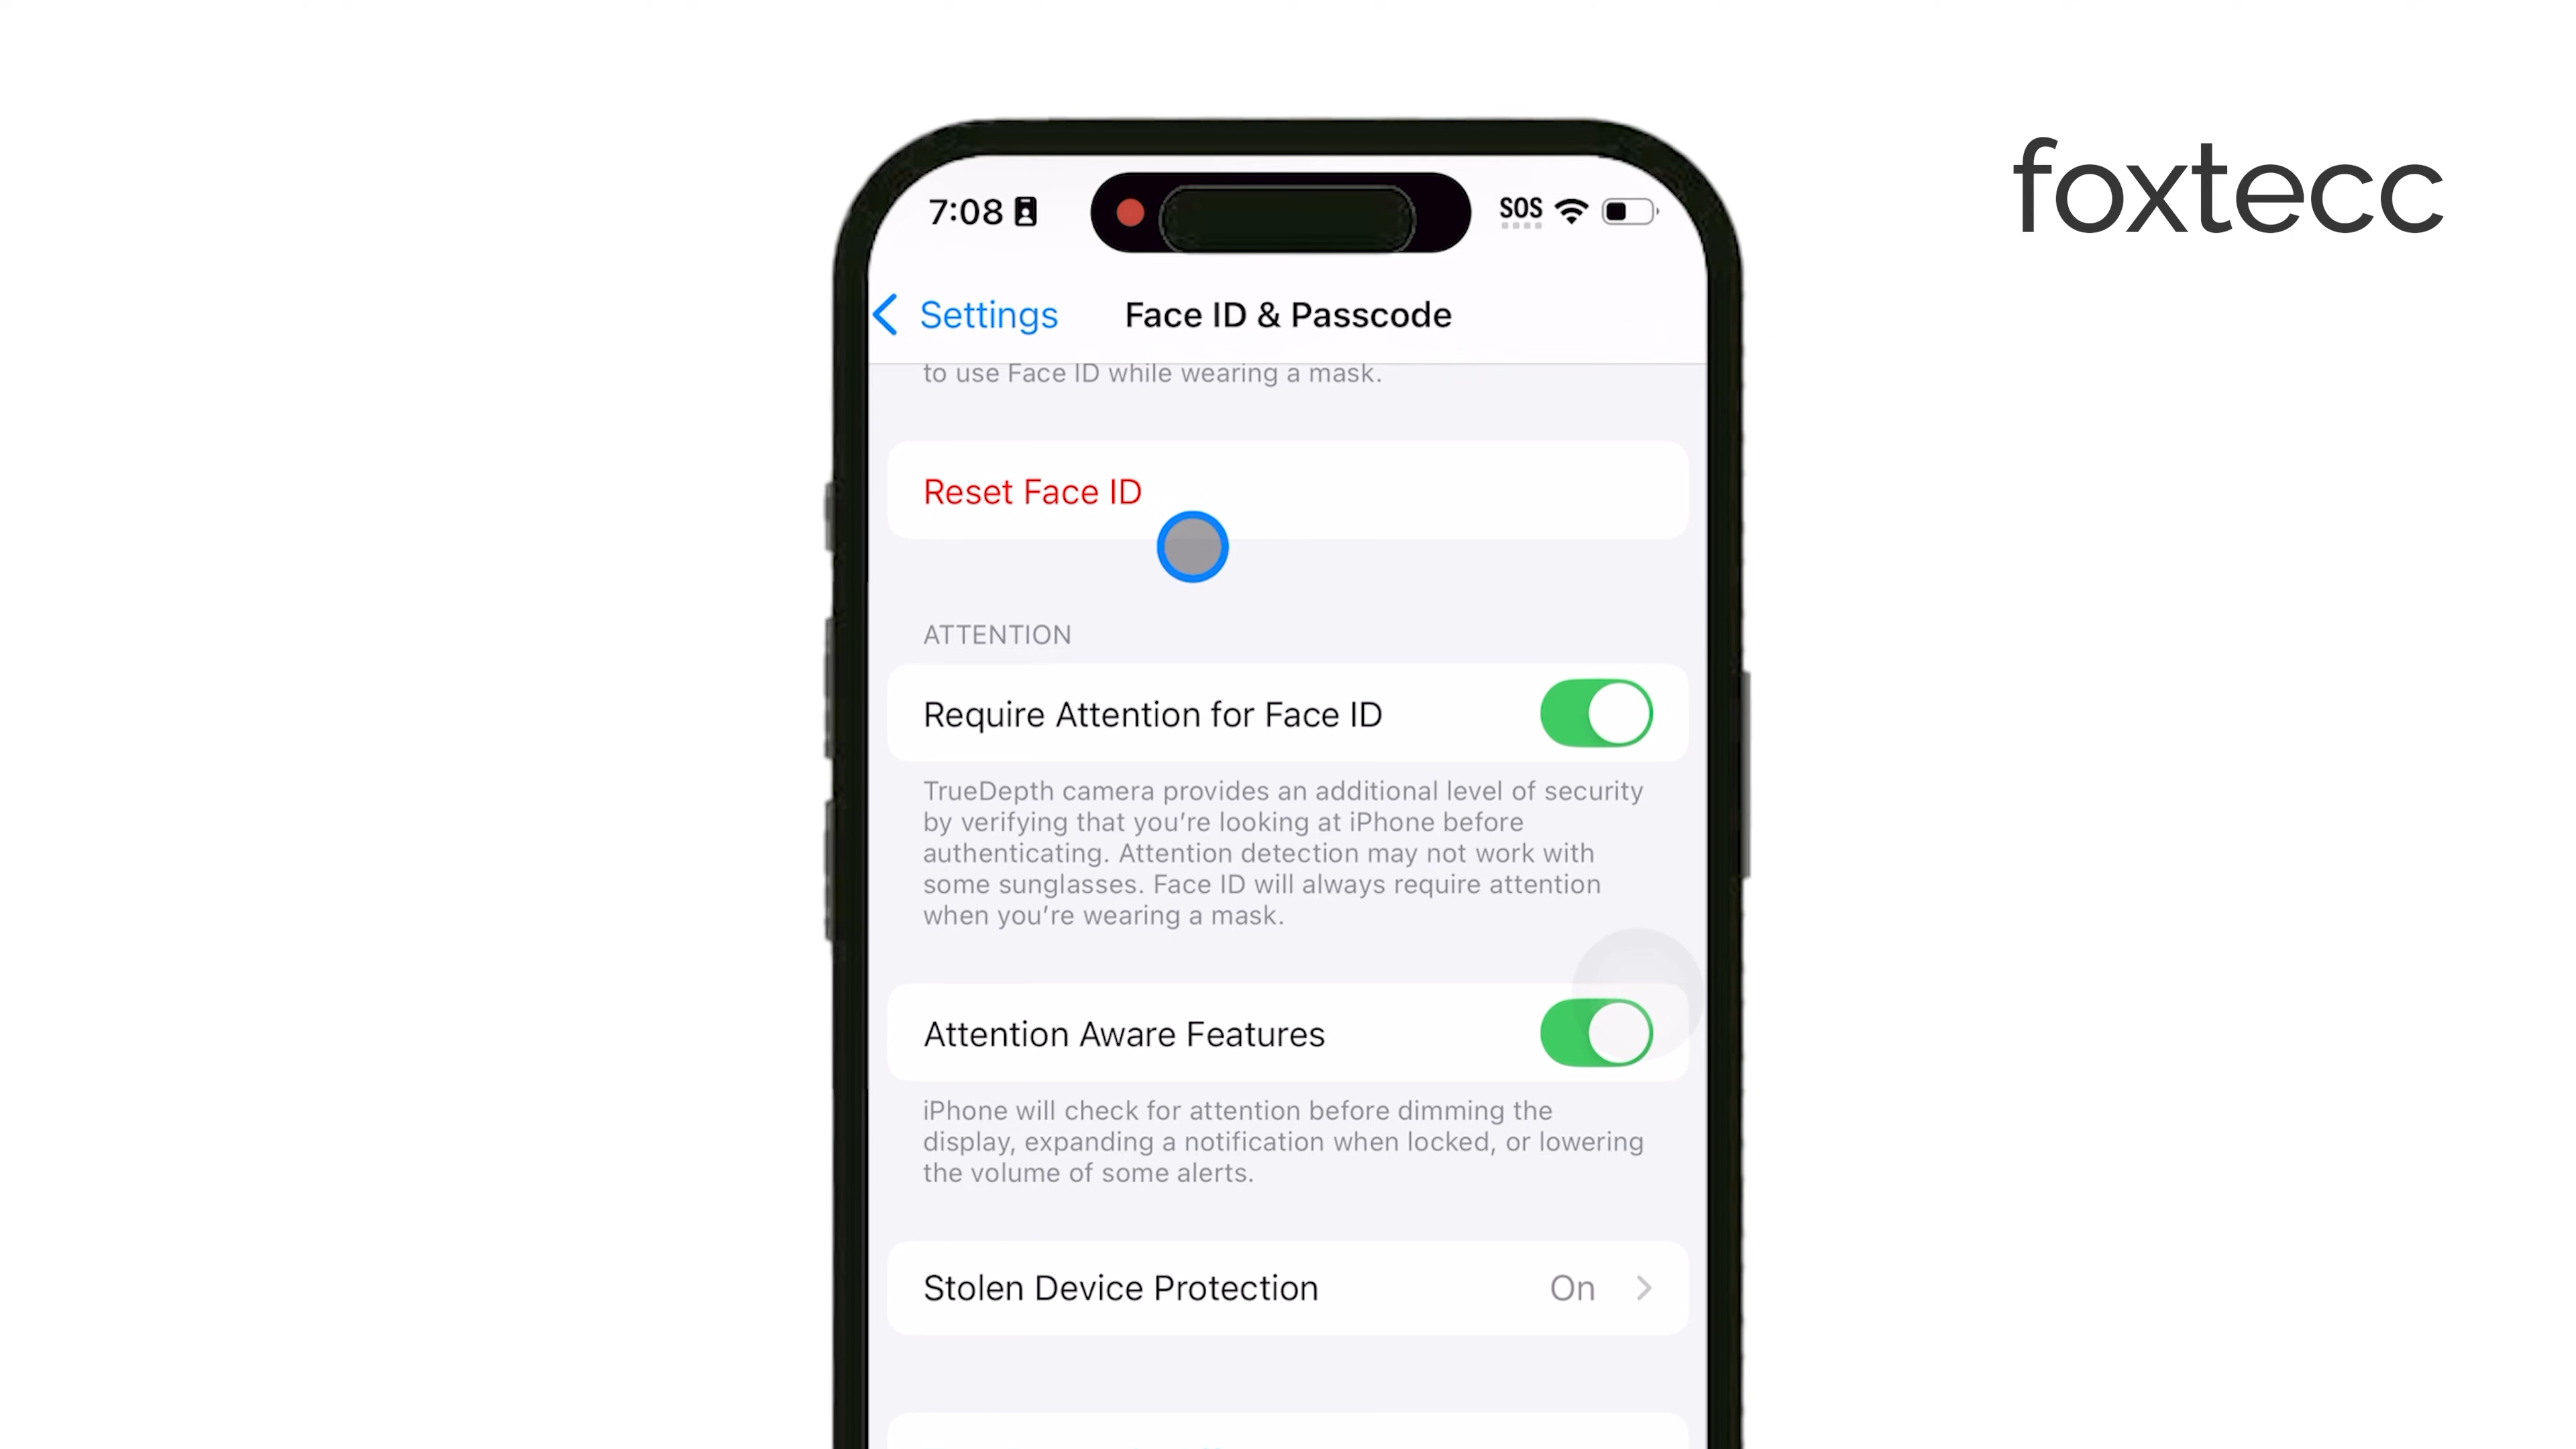 foxtecc
7:08
SOS
Settings
Face ID & Passcode
to use Face ID while wearing a mask.
Reset Face ID
ATTENTION
Require Attention for Face ID
TrueDepth camera provides an additional level of security
by verifying that you’re looking at iPhone before
authenticating. Attention detection may not work with
some sunglasses. Face ID will always require attention
when you’re wearing a mask.
Attention Aware Features
iPhone will check for attention before dimming the
display, expanding a notification when locked, or lowering
the volume of some alerts.
Stolen Device Protection
On